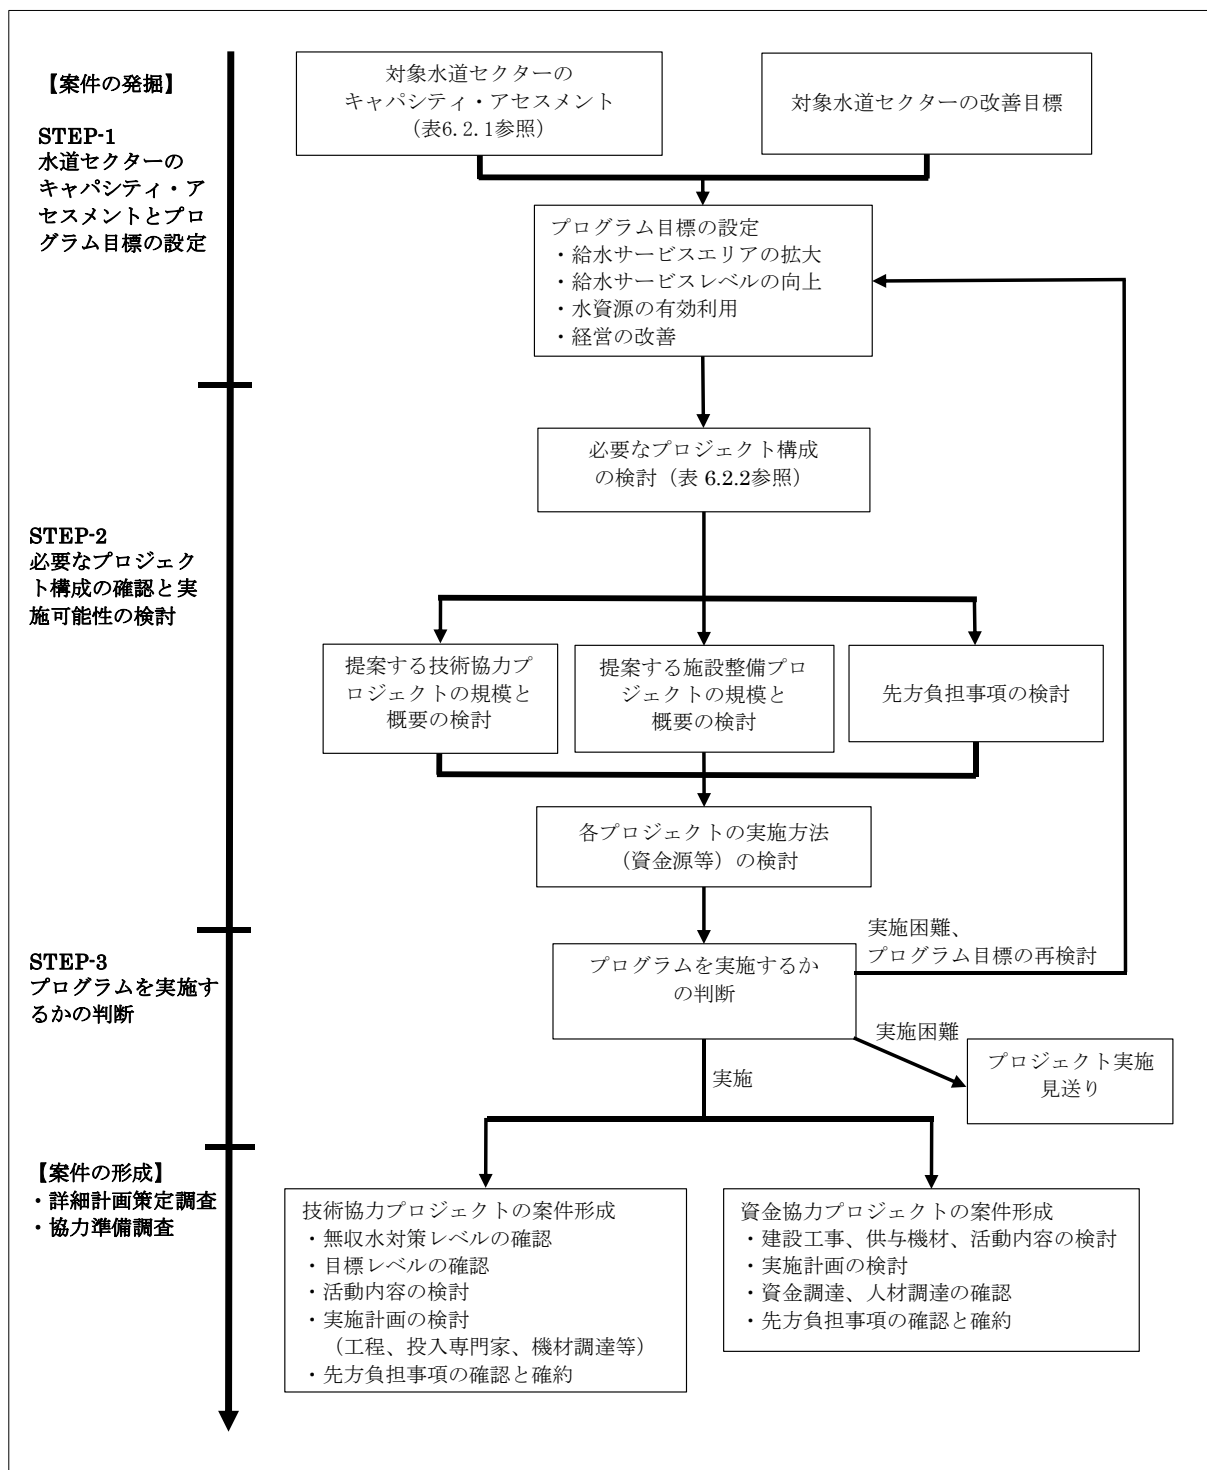 【案件の発掘】
STEP-1
水道セクターの
キャパシティ・ア
セスメントとプロ
グラム目標の設定
対象水道セクターの
キャパシティ・アセスメント
（表6.2.1参照）
対象水道セクターの改善目標
プログラム目標の設定
・給水サービスエリアの拡大
・給水サービスレベルの向上
・水資源の有効利用
・経営の改善
STEP-2
必要なプロジェク
ト構成の確認と実
施可能性の検討
必要なプロジェクト構成
の検討（表 6.2.2参照）
提案する技術協力プ
ロジェクトの規模と
概要の検討
提案する施設整備プロ
ジェクトの規模と
概要の検討
先方負担事項の検討
各プロジェクトの実施方法
（資金源等）の検討
STEP-3
プログラムを実施す
るかの判断
プログラムを実施するか
の判断
実施困難、
プログラム目標の再検討
実施困難
プロジェクト実施
見送り
実施
【案件の形成】
・詳細計画策定調査
・協力準備調査
技術協力プロジェクトの案件形成
・無収水対策レベルの確認
・目標レベルの確認
・活動内容の検討
・実施計画の検討
（工程、投入専門家、機材調達等）
・先方負担事項の確認と確約
資金協力プロジェクトの案件形成
・建設工事、供与機材、活動内容の検討
・実施計画の検討
・資金調達、人材調達の確認
・先方負担事項の確認と確約